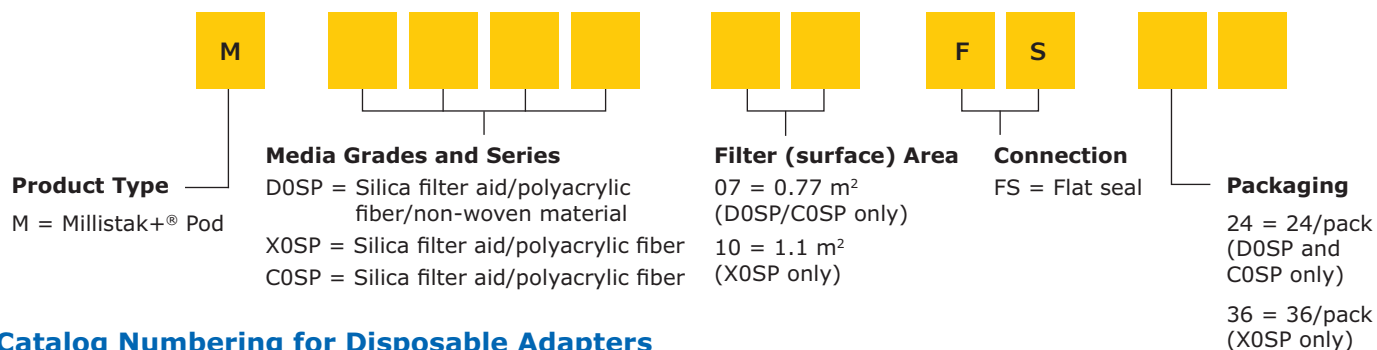 M
F S
Product Type
M = Millistak+® Pod
Media Grades and Series
D0SP = Silica filter aid/polyacrylic
fiber/non-woven material
X0SP = Silica filter aid/polyacrylic fiber
C0SP = Silica filter aid/polyacrylic fiber
Filter (surface) Area
07 = 0.77 m²
(D0SP/C0SP only)
10 = 1.1 m²
(X0SP only)
Connection
FS = Flat seal
Packaging
24 = 24/pack
(D0SP and
C0SP only)
36 = 36/pack
(X0SP only)
Catalog Numbering for Disposable Adapters